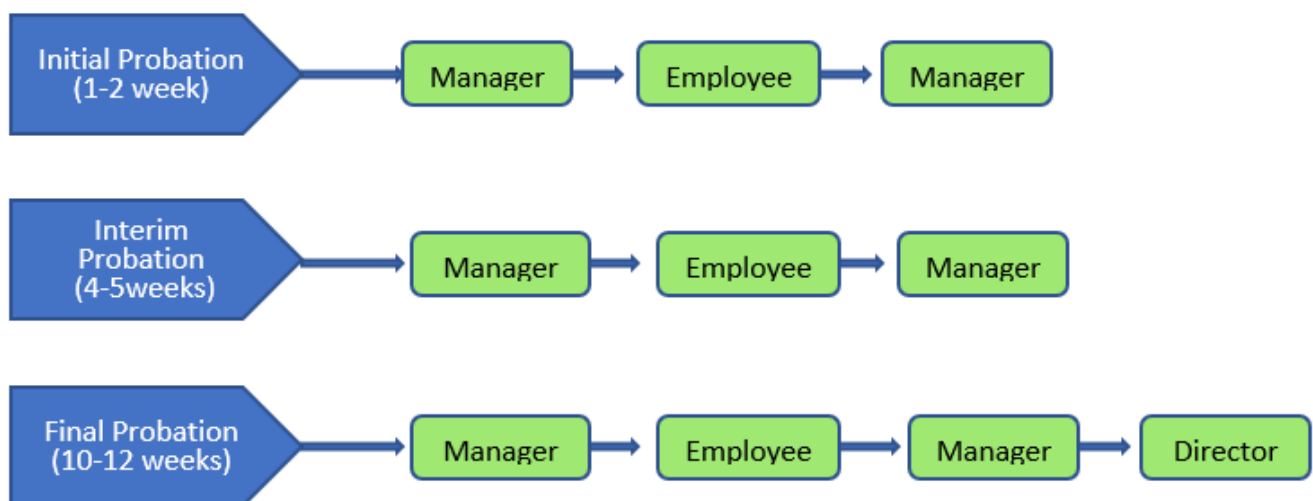 Initial Probation
(1-2 week)
Manager
Employee
Manager
Interim
Probation
(4-5weeks)
Manager
Employee
Manager
Final Probation
(10-12 weeks)
Manager
Employee
Manager
Director